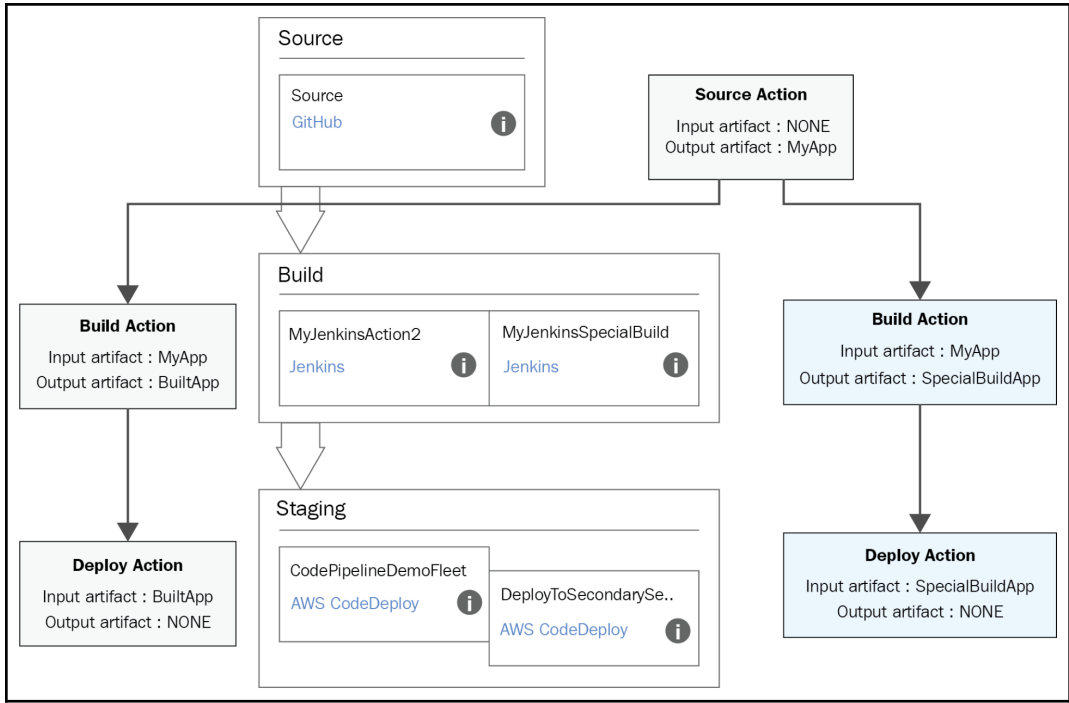 Source
Source
GitHub
i
Source Action
Input artifact : NONE
Output artifact : MyApp
Build
MyJenkinsAction2
Jenkins
i
MyJenkinsSpecialBuild
Jenkins
i
Build Action
Input artifact : MyApp
Output artifact : BuiltApp
Build Action
Input artifact : MyApp
Output artifact : SpecialBuildApp
Staging
CodePipelineDemoFleet
AWS CodeDeploy
i
DeployToSecondarySe..
AWS CodeDeploy
i
Deploy Action
Input artifact : BuiltApp
Output artifact : NONE
Deploy Action
Input artifact : SpecialBuildApp
Output artifact : NONE